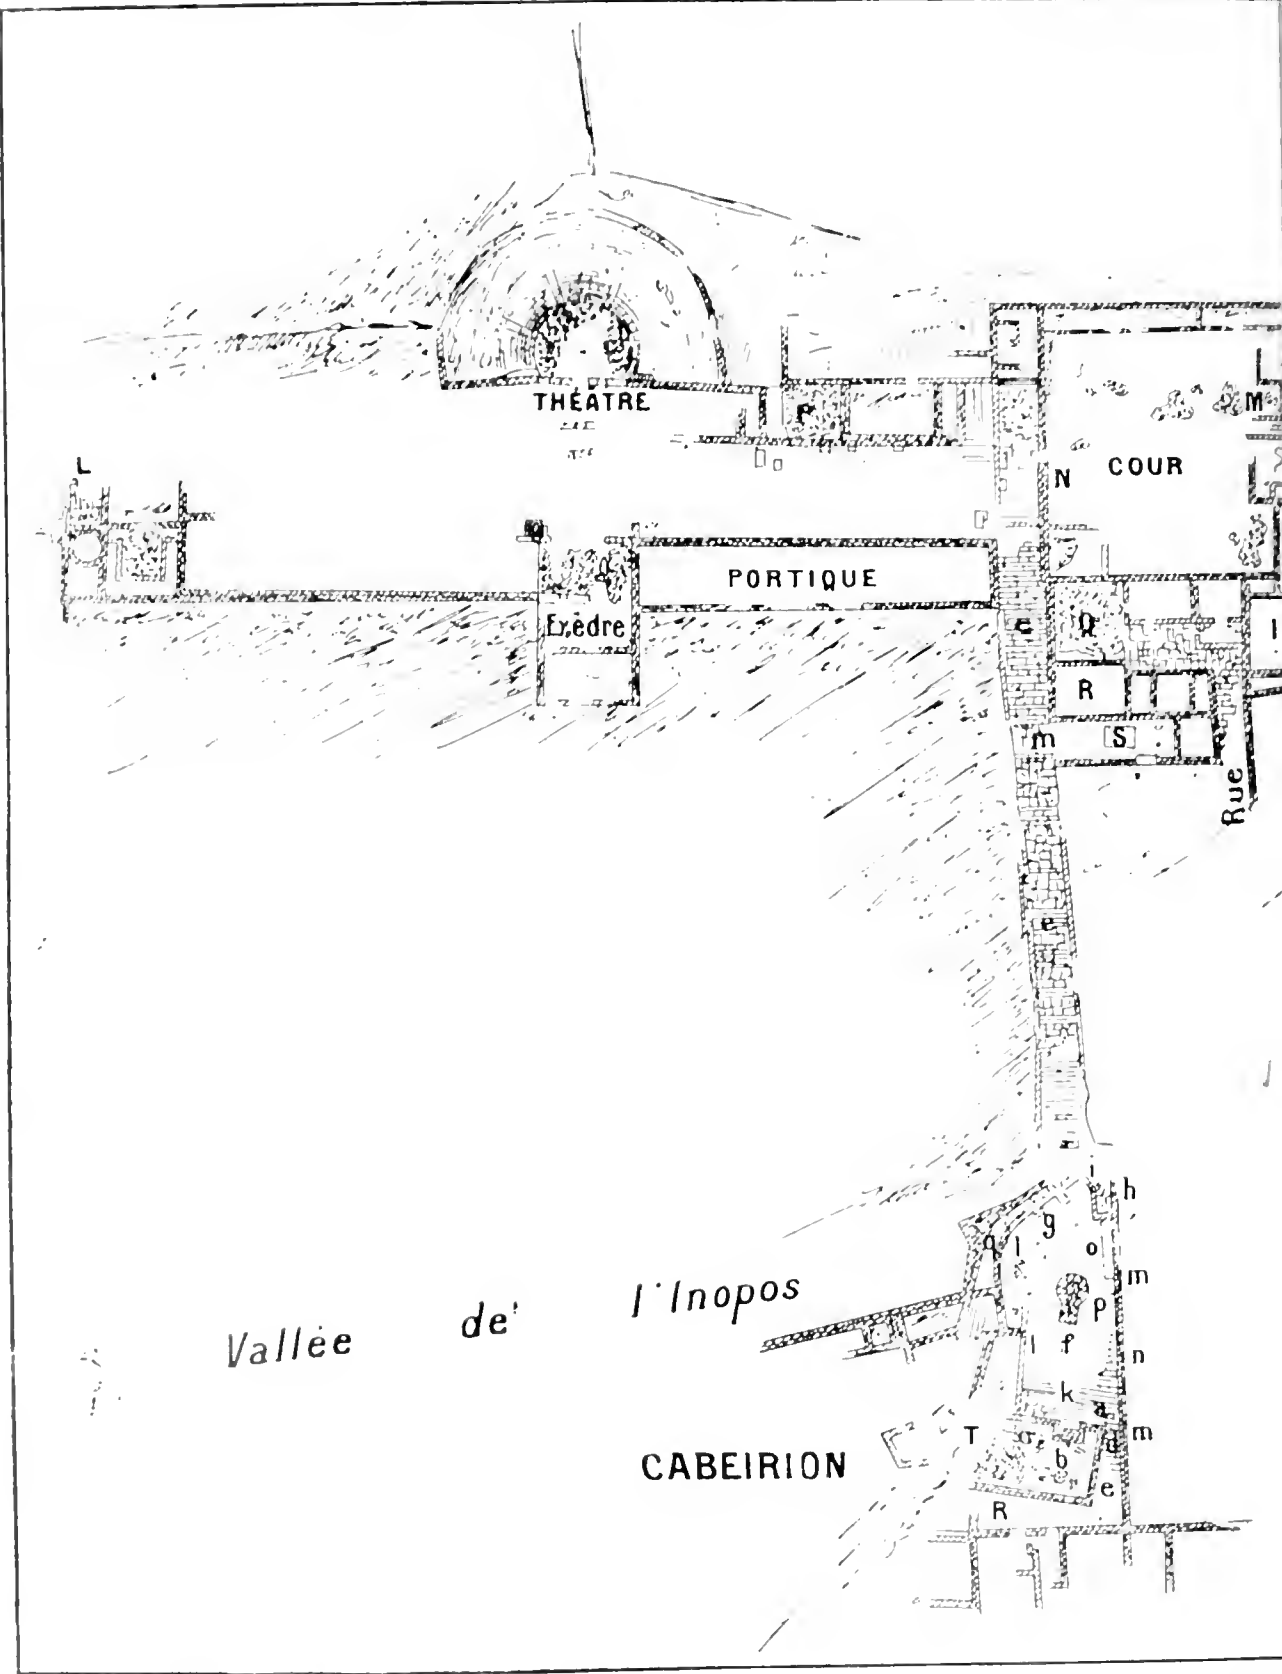 THÉATRE
P
M
L
N COUR
PORTIQUE
Exèdre
e
Q
I
R
m
S
Rue
e
i
h
g
q l
o
m
Vallée de l'Inopos
p
l f
n
k
a
T
m
CABEIRION
b
d
e
R